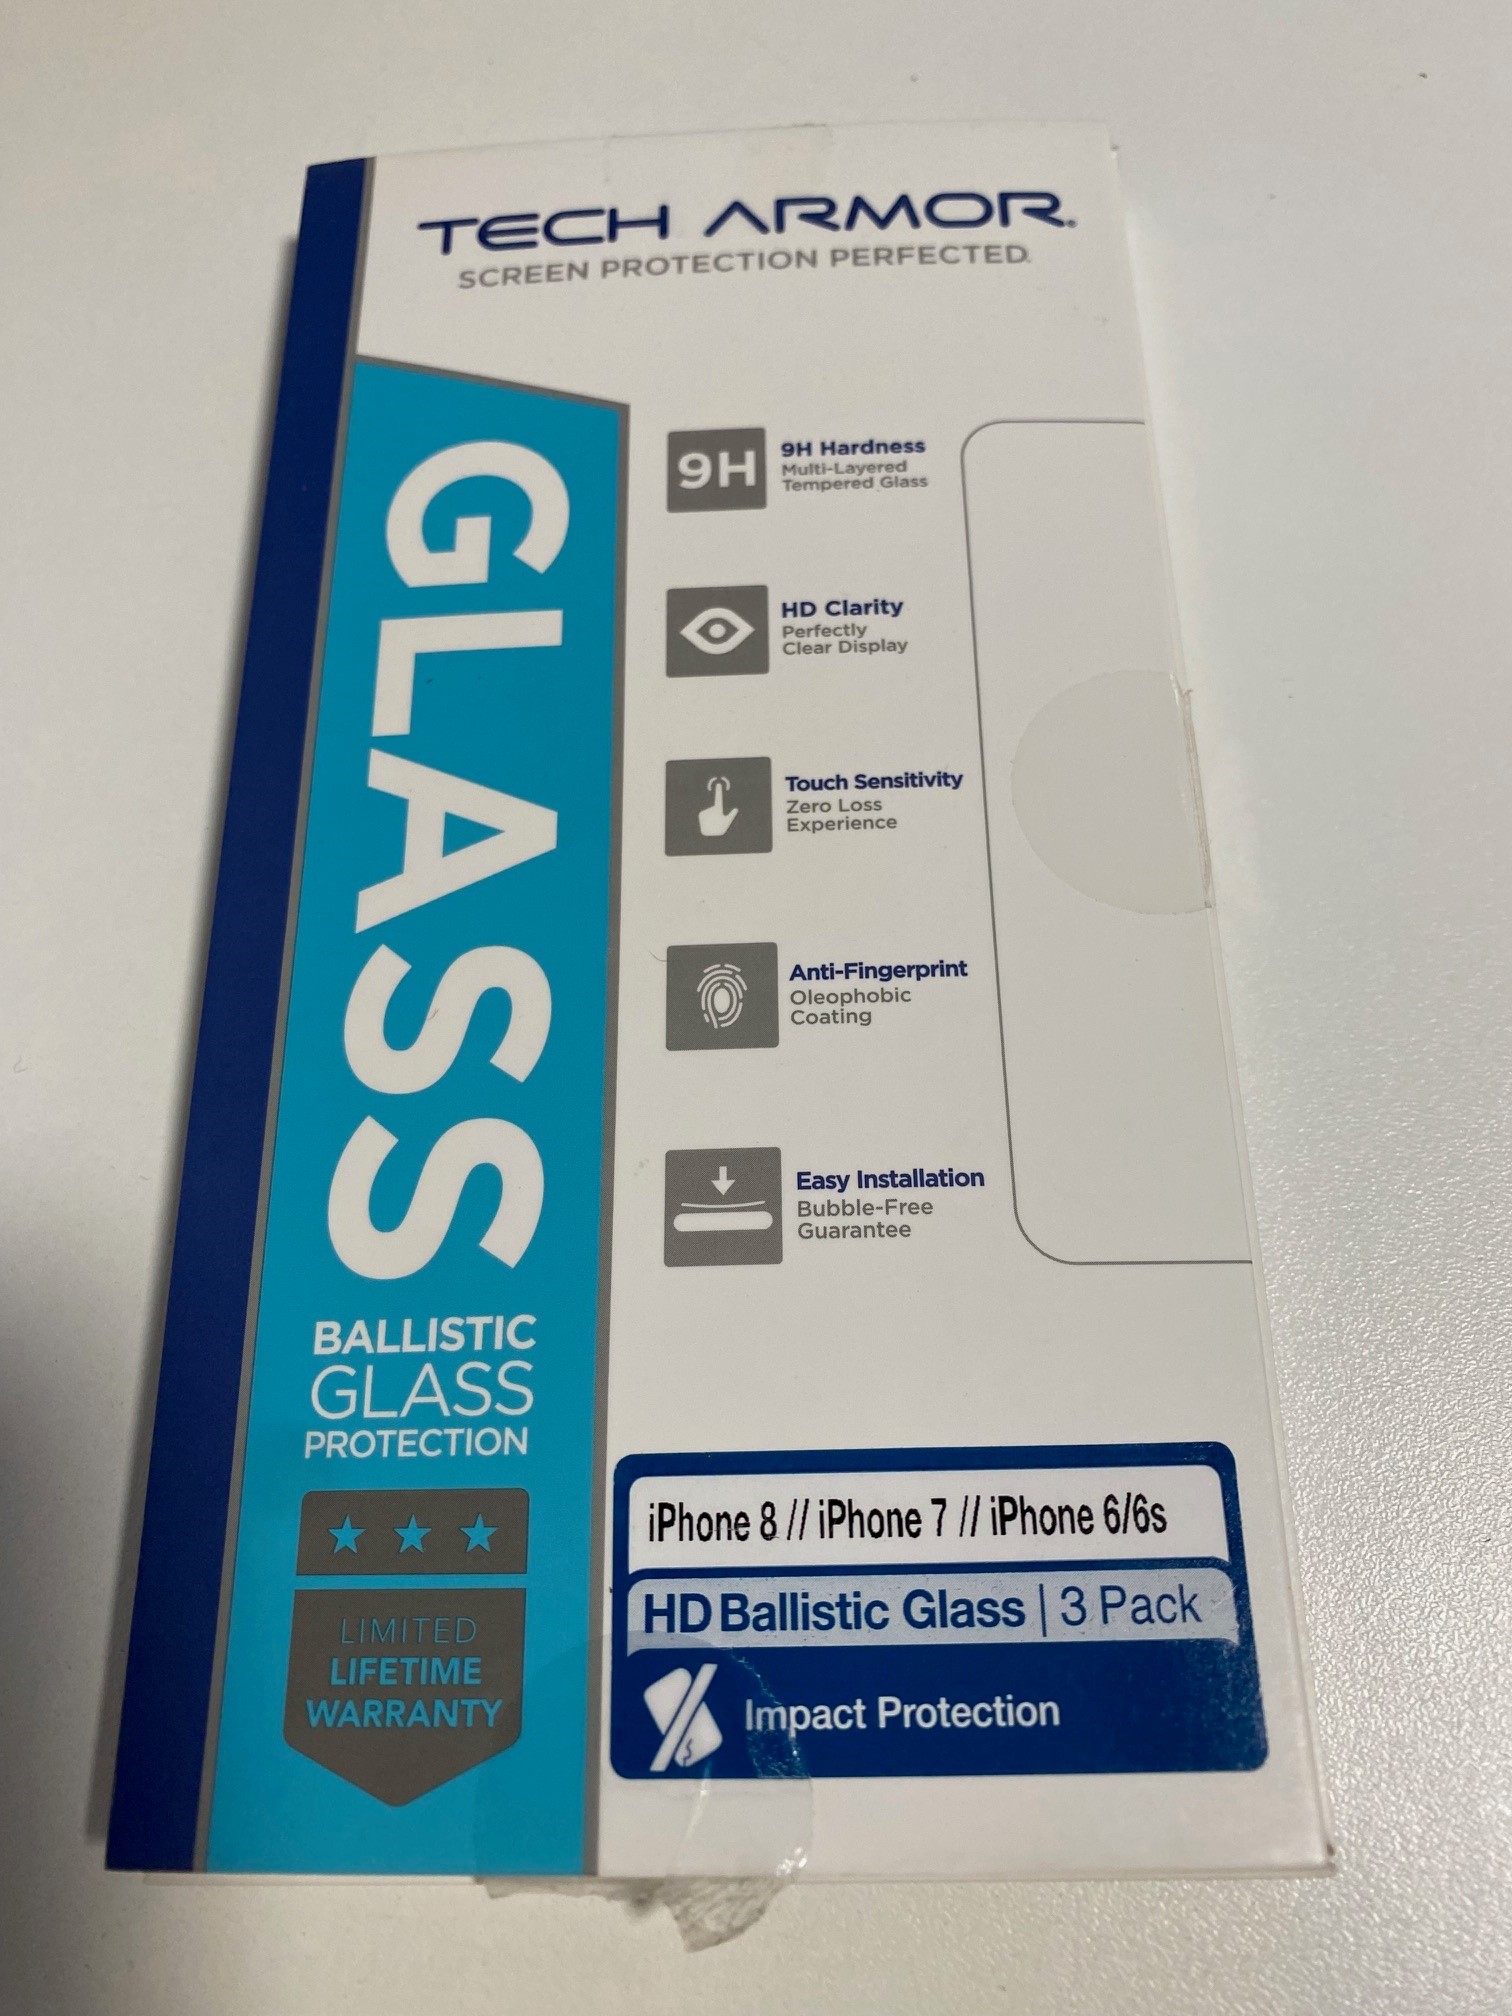 TECH ARMOR.
SCREEN PROTECTION PERFECTED.
GLASS
BALLISTIC
GLASS
PROTECTION
LIMITED
LIFETIME
WARRANTY
9H
9H Hardness
Multi-Layered
Tempered Glass
HD Clarity
Perfectly
Clear Display
Touch Sensitivity
Zero Loss
Experience
Anti-Fingerprint
Oleophobic
Coating
Easy Installation
Bubble-Free
Guarantee
iPhone 8 // iPhone 7 // iPhone 6/6s
HD Ballistic Glass | 3 Pack
Impact Protection